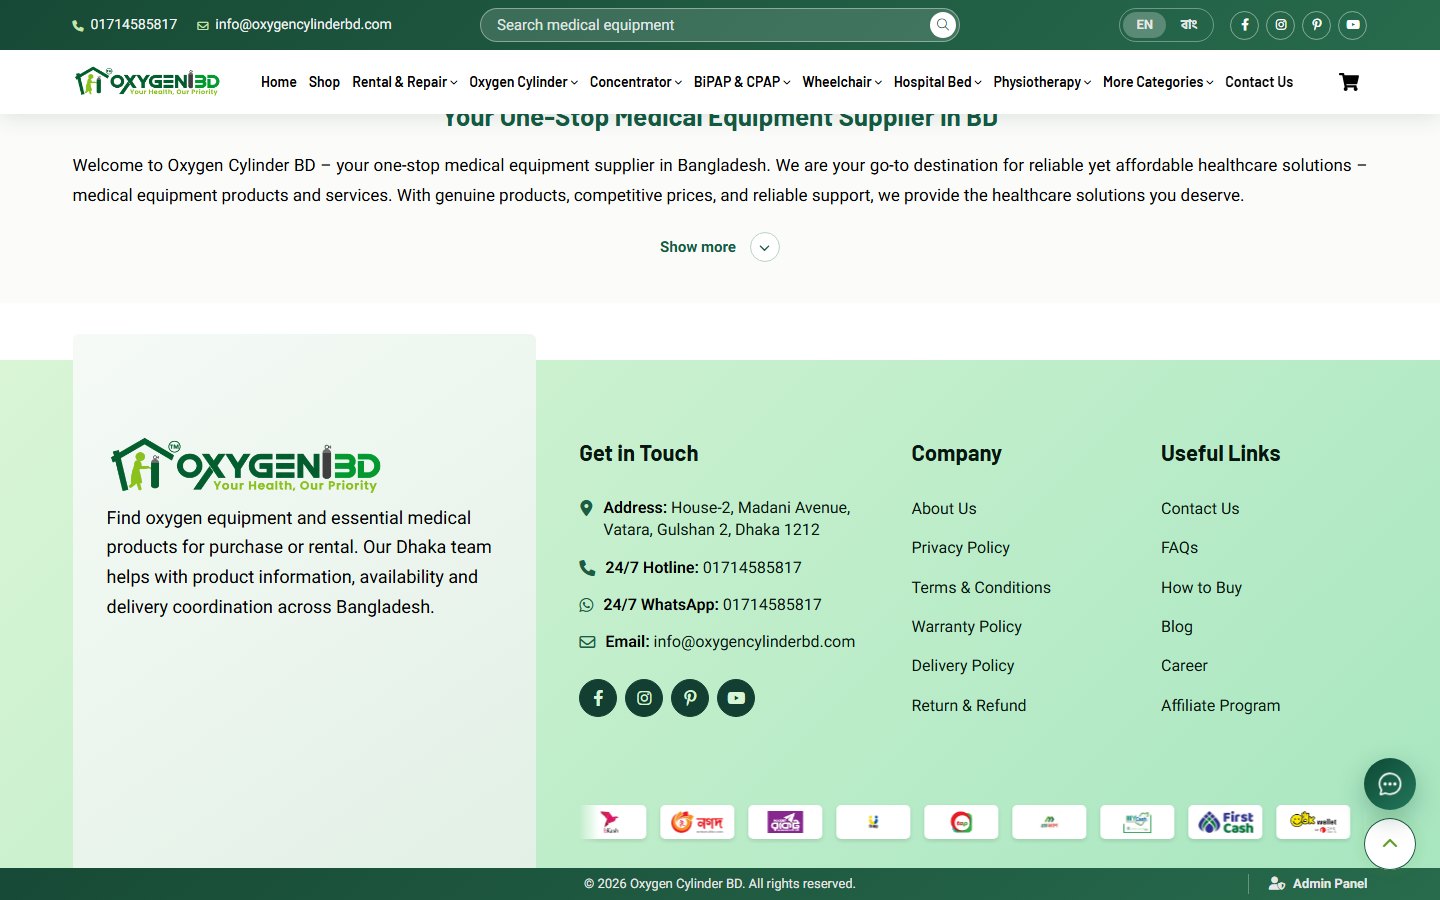 01714585817
info@oxygencylinderbd.com
Search medical equipment
EN
বাং
OXYGEN BD
Your Health, Our Priority
Home
Shop
Rental & Repair
Oxygen Cylinder
Concentrator
BiPAP & CPAP
Wheelchair
Hospital Bed
Physiotherapy
More Categories
Contact Us
Your One-Stop Medical Equipment Supplier in BD
Welcome to Oxygen Cylinder BD – your one-stop medical equipment supplier in Bangladesh. We are your go-to destination for reliable yet affordable healthcare solutions –
medical equipment products and services. With genuine products, competitive prices, and reliable support, we provide the healthcare solutions you deserve.
Show more
OXYGEN BD
TM
Your Health, Our Priority
Find oxygen equipment and essential medical
products for purchase or rental. Our Dhaka team
helps with product information, availability and
delivery coordination across Bangladesh.
Get in Touch
Address: House-2, Madani Avenue,
Vatara, Gulshan 2, Dhaka 1212
24/7 Hotline: 01714585817
24/7 WhatsApp: 01714585817
Email: info@oxygencylinderbd.com
Company
About Us
Privacy Policy
Terms & Conditions
Warranty Policy
Delivery Policy
Return & Refund
Useful Links
Contact Us
FAQs
How to Buy
Blog
Career
Affiliate Program
bKash
নগদ
First
Cash
wallet
© 2026 Oxygen Cylinder BD. All rights reserved.
Admin Panel